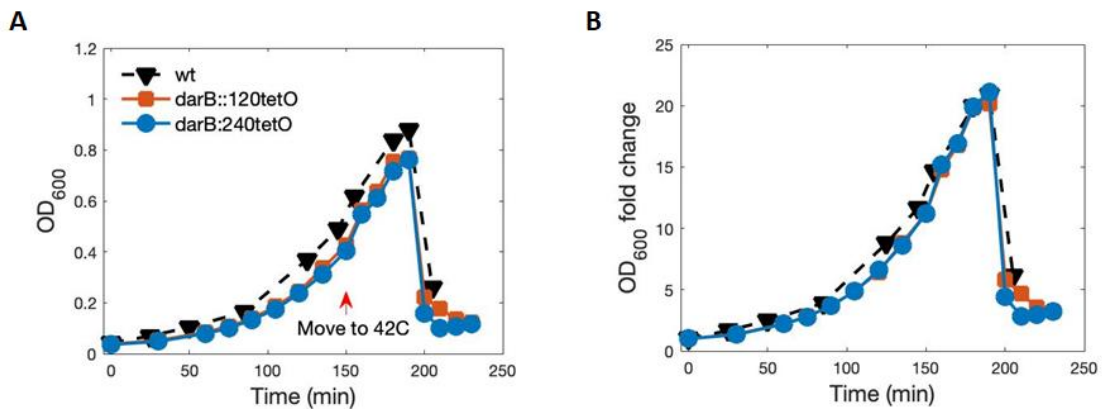 A
OD600
1.2
1
0.8
0.6
0.4
0.2
0
wt
darB::120tetO
darB:240tetO
Move to 42C
0 50 100 150 200 250
Time (min)
B
OD600 fold change
25
20
15
10
5
0
0 50 100 150 200 250
Time (min)